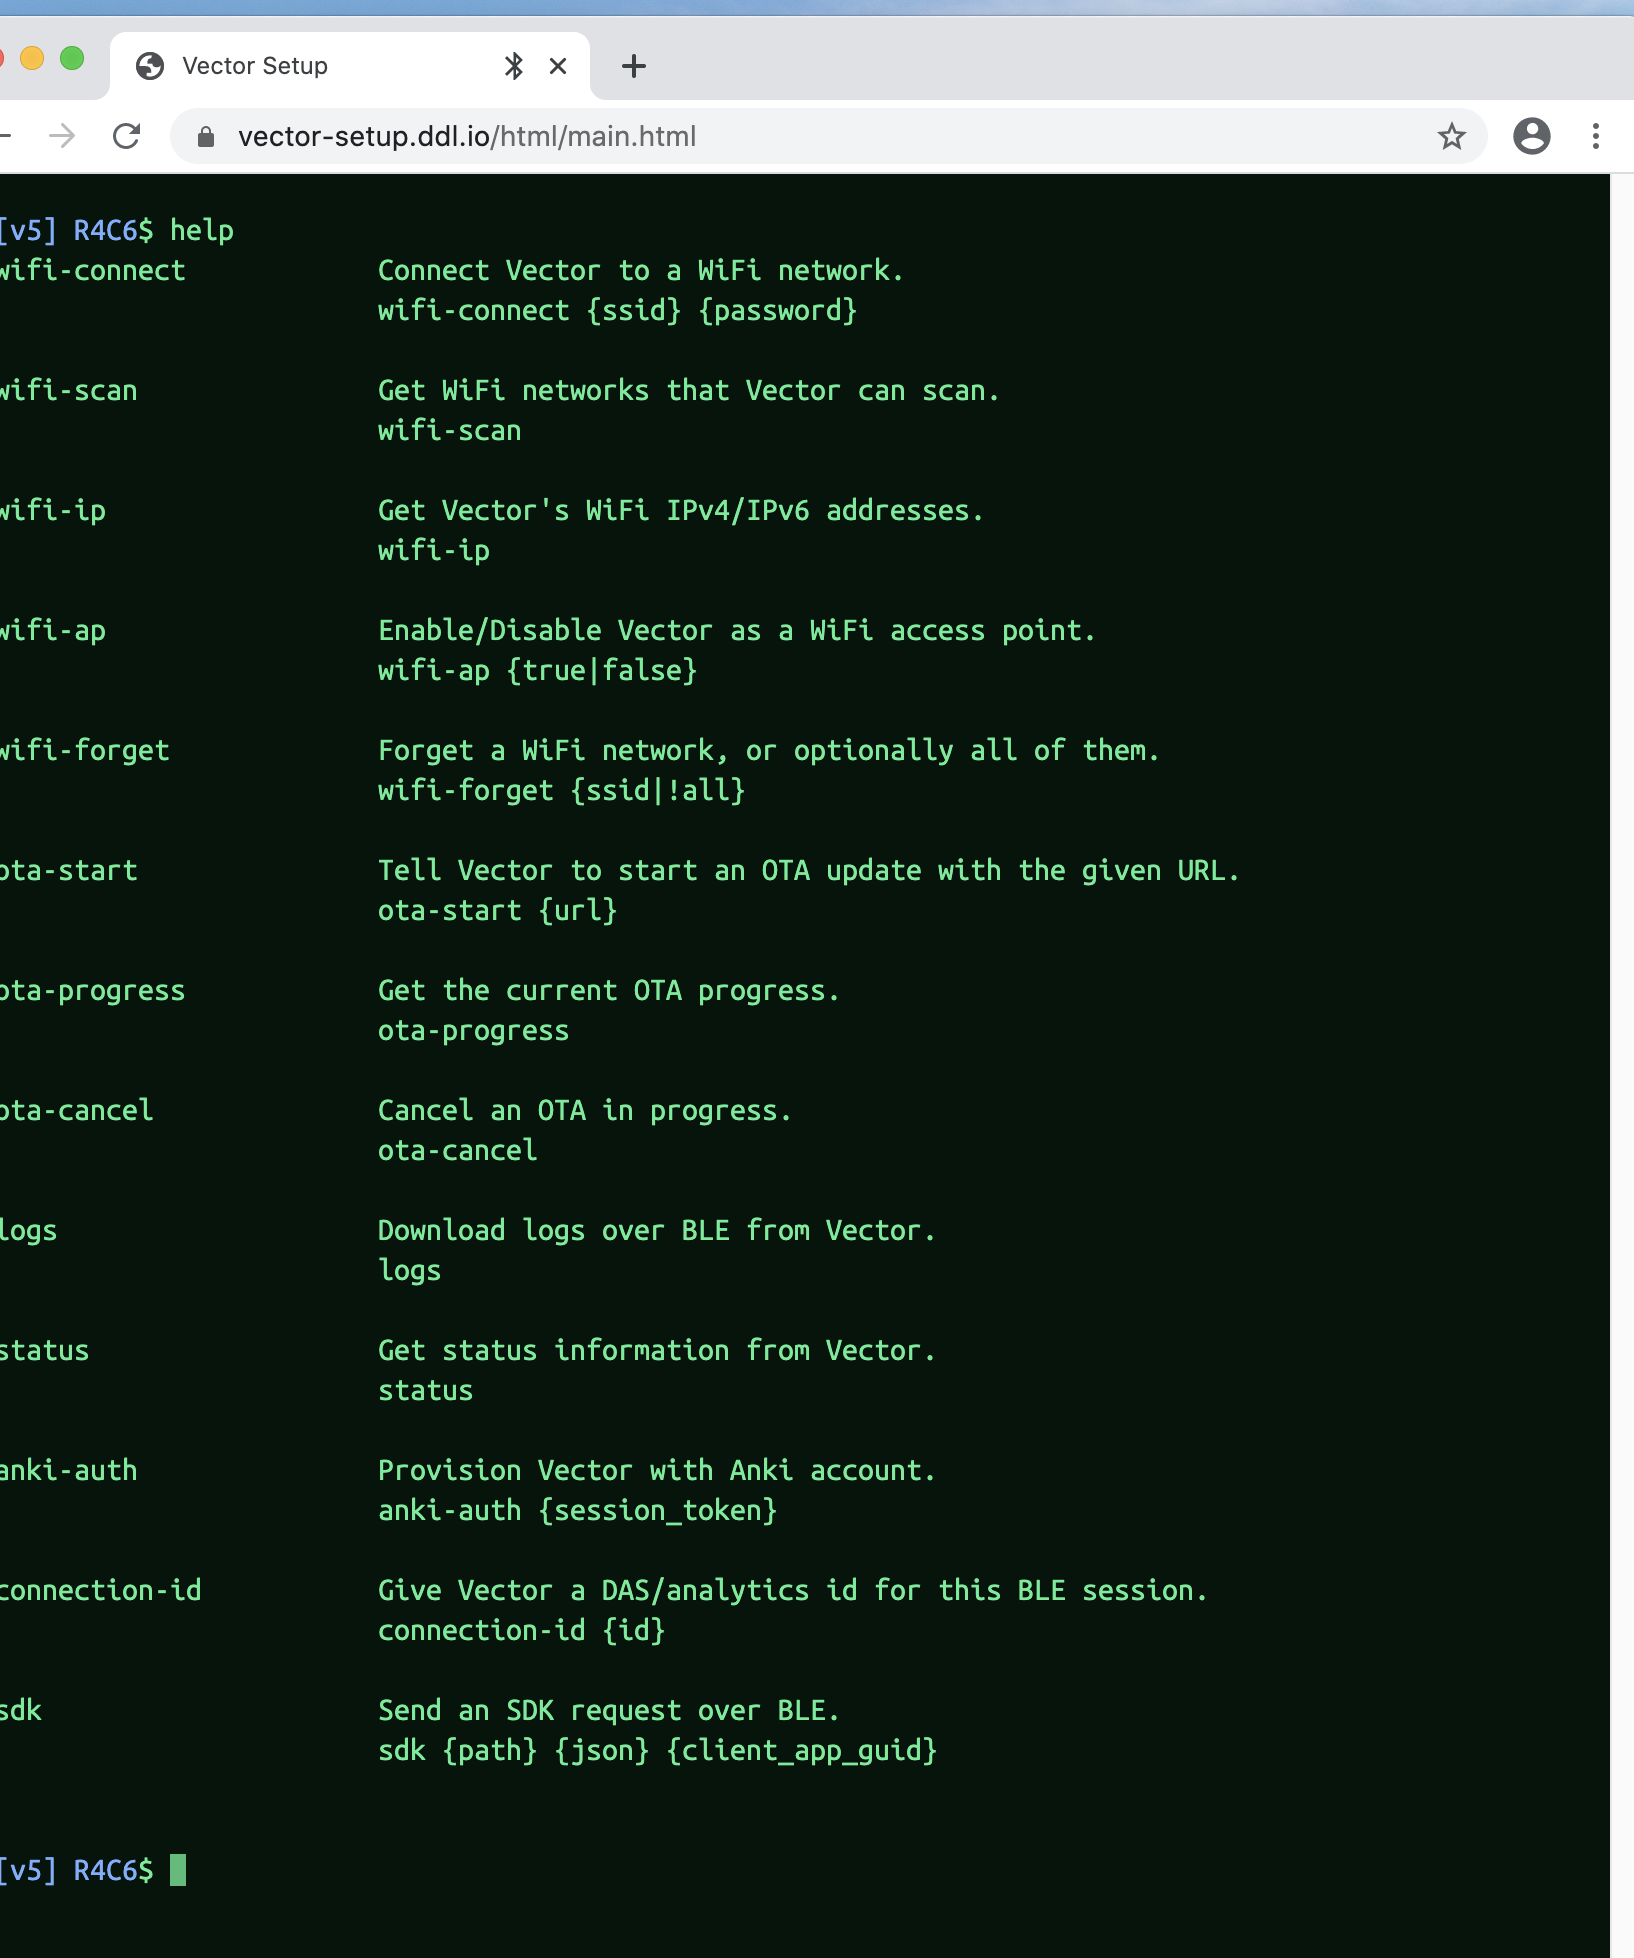 Vector Setup
vector-setup.ddl.io/html/main.html
[v5] R4C6$ help
wifi-connect Connect Vector to a WiFi network.
wifi-connect {ssid} {password}
wifi-scan Get WiFi networks that Vector can scan.
wifi-scan
wifi-ip Get Vector's WiFi IPv4/IPv6 addresses.
wifi-ip
wifi-ap Enable/Disable Vector as a WiFi access point.
wifi-ap {true|false}
wifi-forget Forget a WiFi network, or optionally all of them.
wifi-forget {ssid|!all}
ota-start Tell Vector to start an OTA update with the given URL.
ota-start {url}
ota-progress Get the current OTA progress.
ota-progress
ota-cancel Cancel an OTA in progress.
ota-cancel
logs Download logs over BLE from Vector.
logs
status Get status information from Vector.
status
anki-auth Provision Vector with Anki account.
anki-auth {session_token}
connection-id Give Vector a DAS/analytics id for this BLE session.
connection-id {id}
sdk Send an SDK request over BLE.
sdk {path} {json} {client_app_guid}
[v5] R4C6$